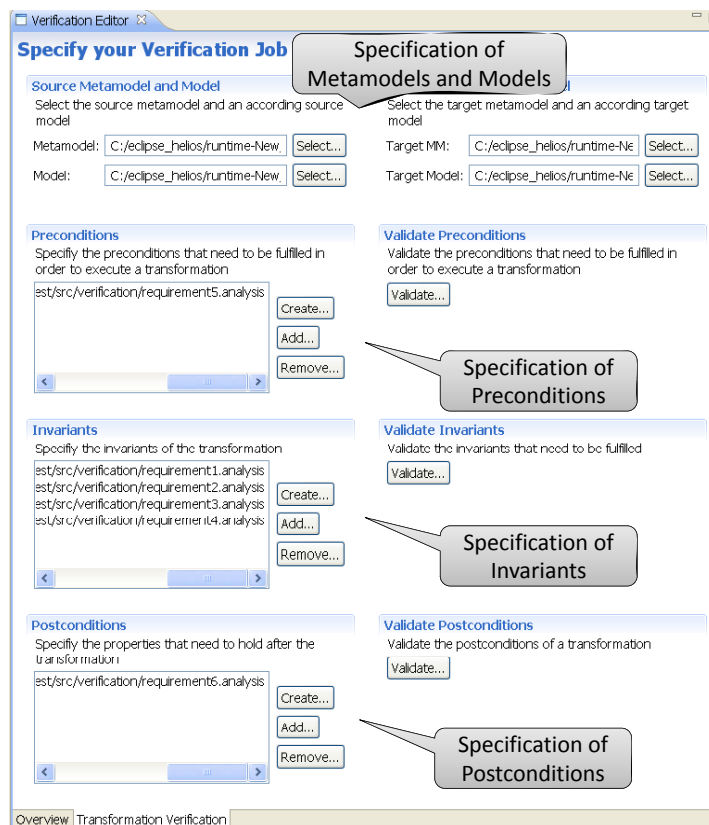 Verification Editor
Specify your Verification Job
Specification of
Metamodels and Models
Source Metamodel and Model
Select the source metamodel and an according source
model
Metamodel: C:/eclipse_helios/runtime-New_ Select...
Model: C:/eclipse_helios/runtime-New_ Select...
Select the target metamodel and an according target
model
Target MM: C:/eclipse_helios/runtime-Ne Select...
Target Model: C:/eclipse_helios/runtime-Ne Select...
Preconditions
Specify the preconditions that need to be fulfilled in
order to execute a transformation
est/src/verification/requirement5.analysis
Create...
Add...
Remove...
Validate Preconditions
Validate the preconditions that need to be fulfilled in
order to execute a transformation
Validate...
Specification of
Preconditions
Invariants
Specify the invariants of the transformation
est/src/verification/requirement1.analysis
est/src/verification/requirement2.analysis
est/src/verification/requirement3.analysis
est/src/verification/requirement4.analysis
Create...
Add...
Remove...
Validate Invariants
Validate the invariants that need to be fulfilled
Validate...
Specification of
Invariants
Postconditions
Specify the properties that need to hold after the
transformation
est/src/verification/requirement6.analysis
Create...
Add...
Remove...
Validate Postconditions
Validate the postconditions of a transformation
Validate...
Specification of
Postconditions
Overview Transformation Verification